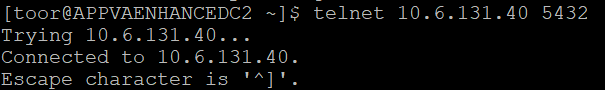 [toor@APPVAENHANCEDC2 ~]$ telnet 10.6.131.40 5432
Trying 10.6.131.40...
Connected to 10.6.131.40.
Escape character is '^]'.